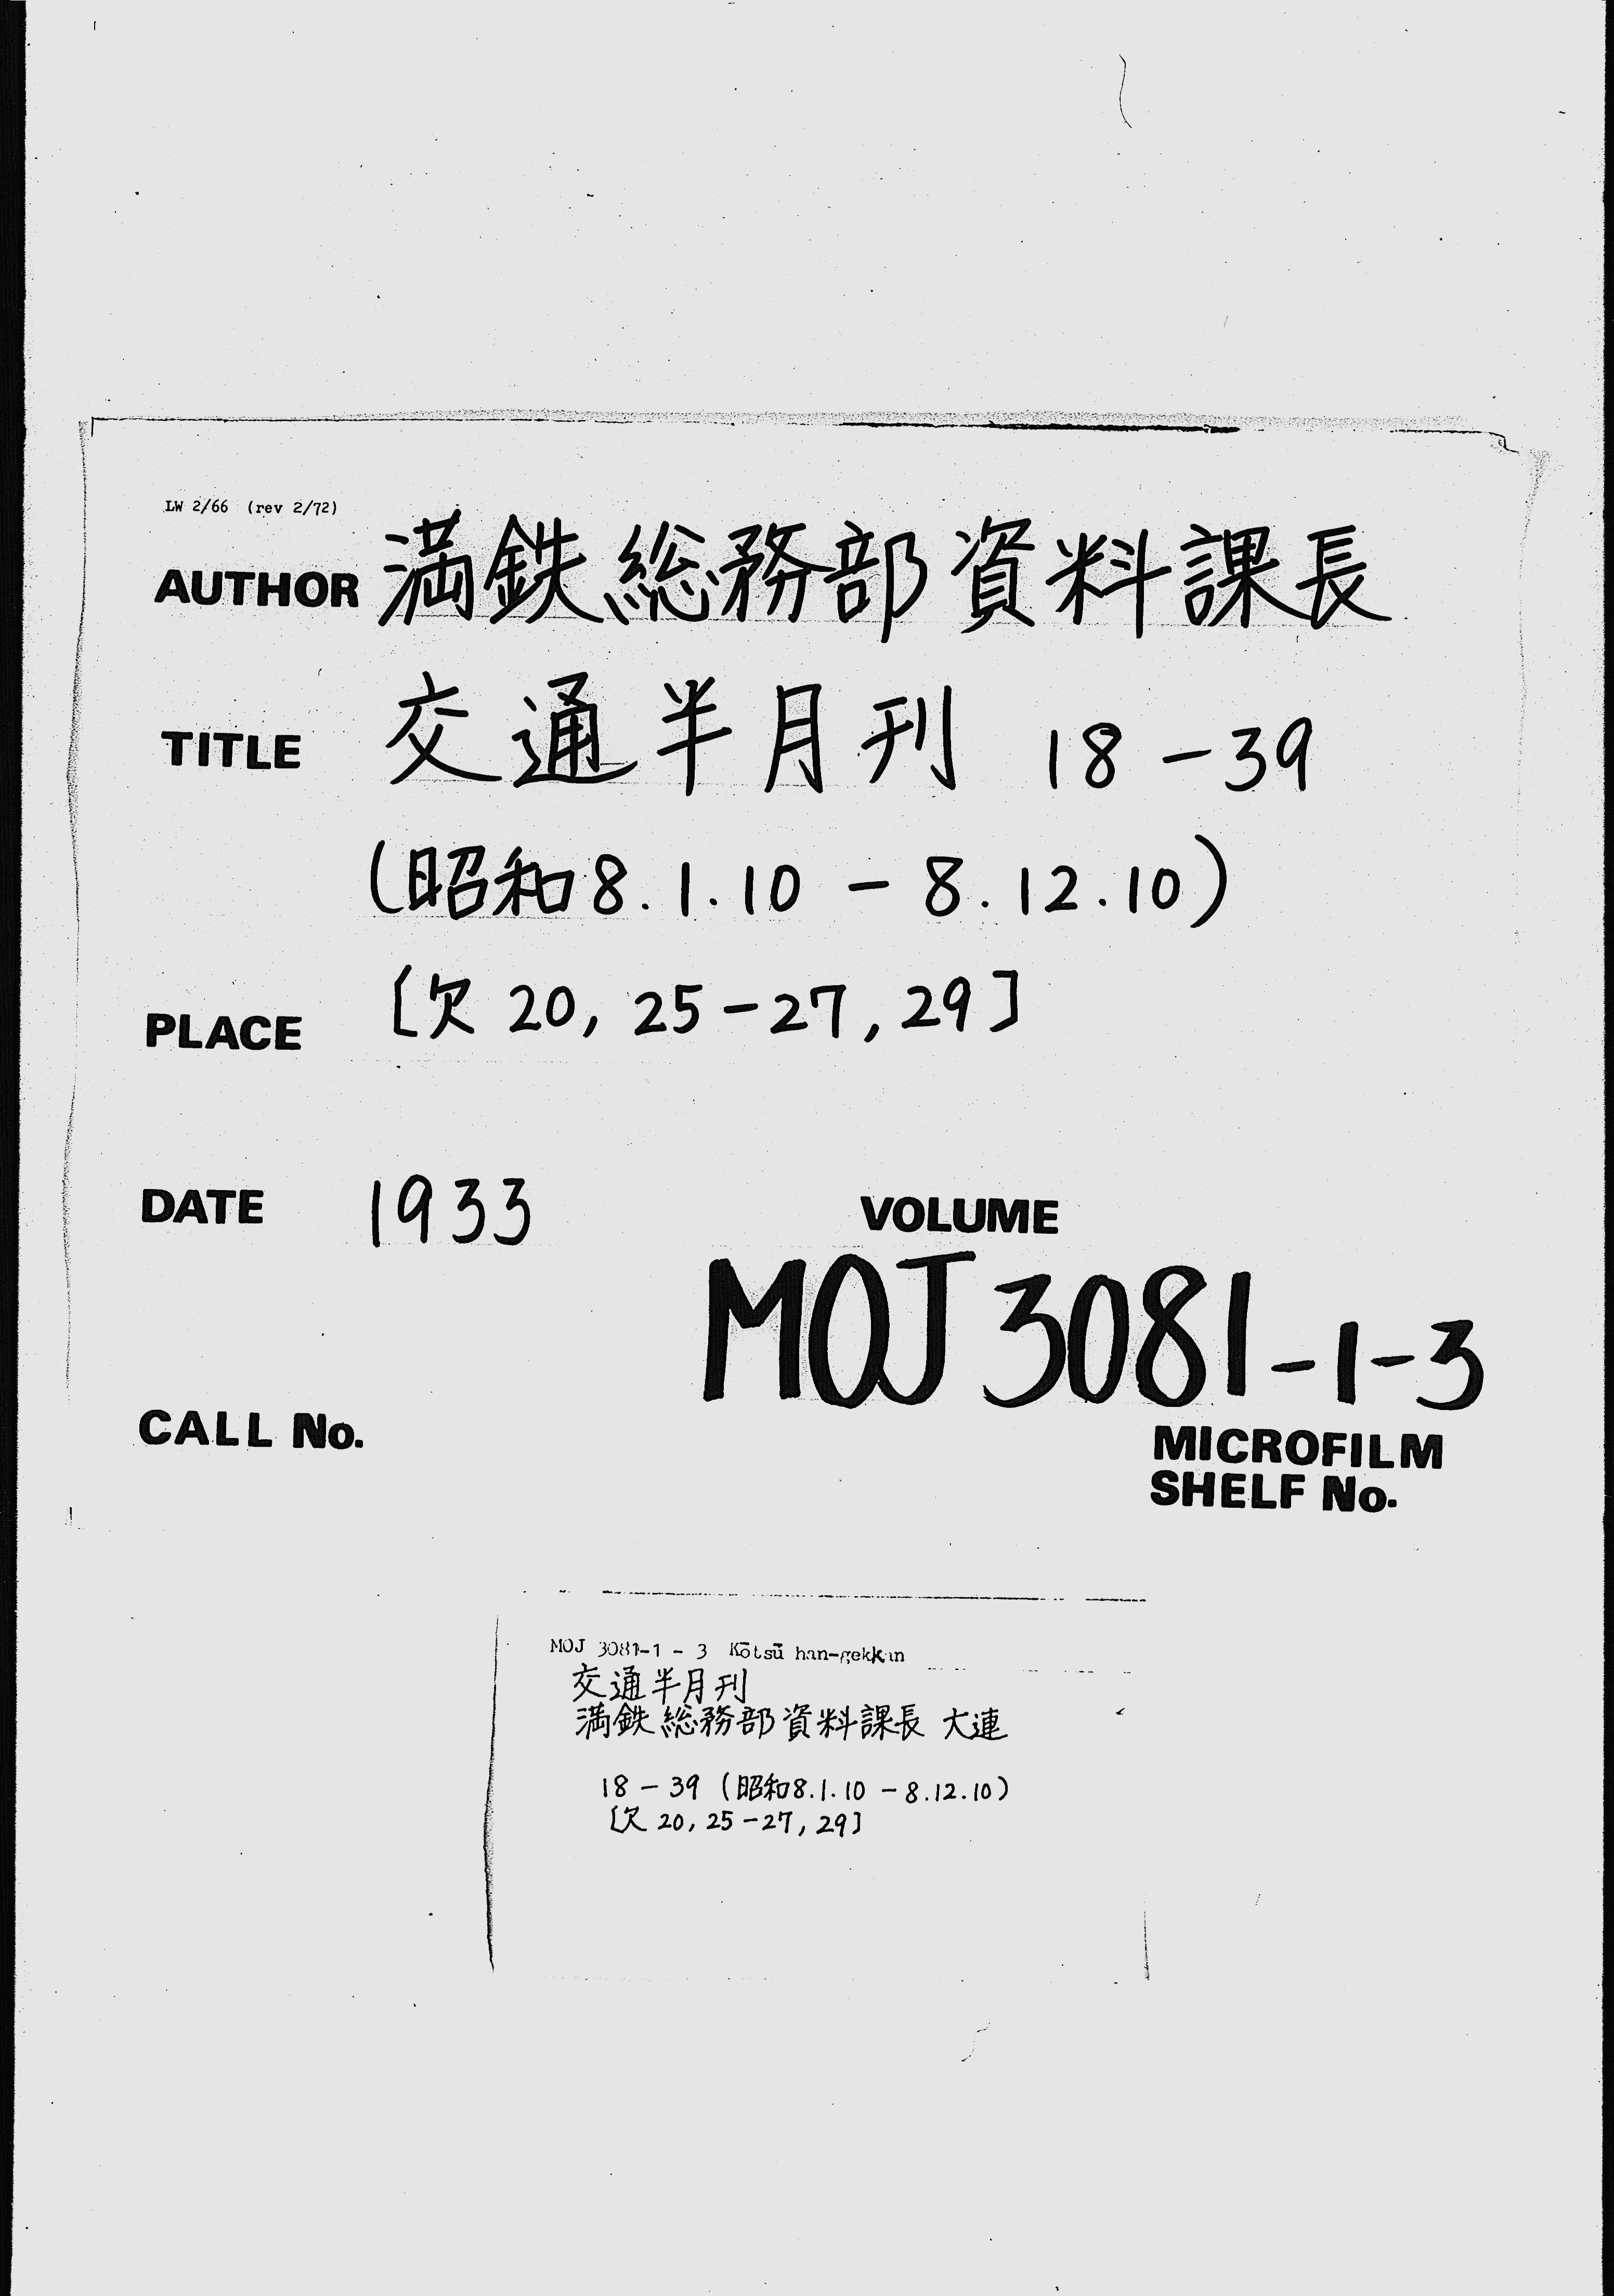 LW 2/66 (rev 2/72)
AUTHOR 満鉄総務部資料課長
TITLE 交通半月刊 18-39
(昭和8.1.10 - 8.12.10)
[欠 20, 25-27, 29]
PLACE
DATE 1933
VOLUME
MOJ 3081-1-3
CALL No.
MICROFILM
SHELF No.
MOJ 3081-1 - 3 Kōtsū han-gekkan
交通半月刊
満鉄総務部資料課長 大連
18-39 (昭和8.1.10 - 8.12.10)
[欠 20, 25-27, 29]